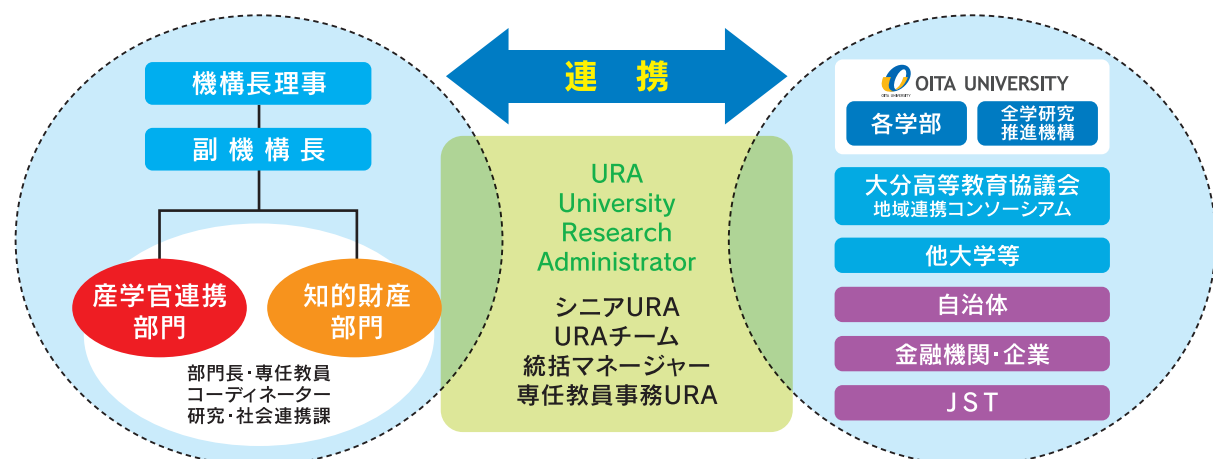 機構長理事
副機構長
産学官連携
部門
知的財産
部門
部門長・専任教員
コーディネーター
研究・社会連携課
連 携
URA
University
Research
Administrator
シニアURA
URAチーム
統括マネージャー
専任教員事務URA
OITA UNIVERSITY
OITA UNIVERSITY
各学部
全学研究
推進機構
大分高等教育協議会
地域連携コンソーシアム
他大学等
自治体
金融機関・企業
JST